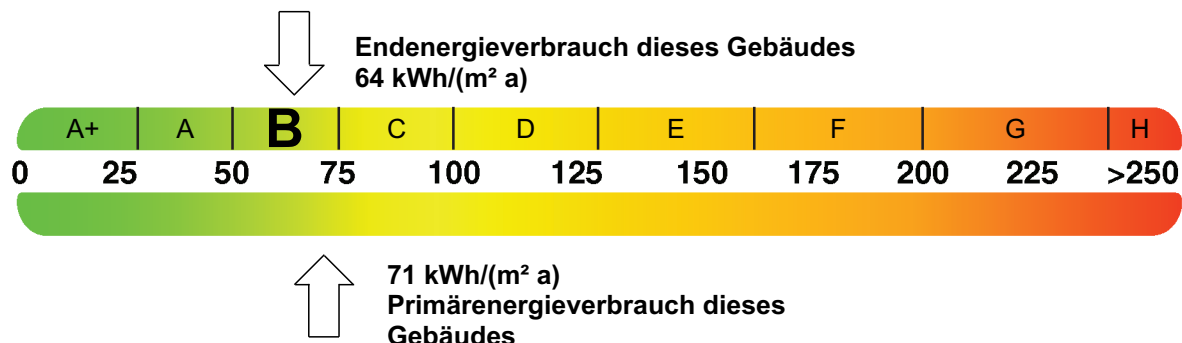 Endenergieverbrauch dieses Gebäudes
64 kWh/(m² a)
A+ A B C D E F G H
0 25 50 75 100 125 150 175 200 225 >250
71 kWh/(m² a)
Primärenergieverbrauch dieses
Gebäudes